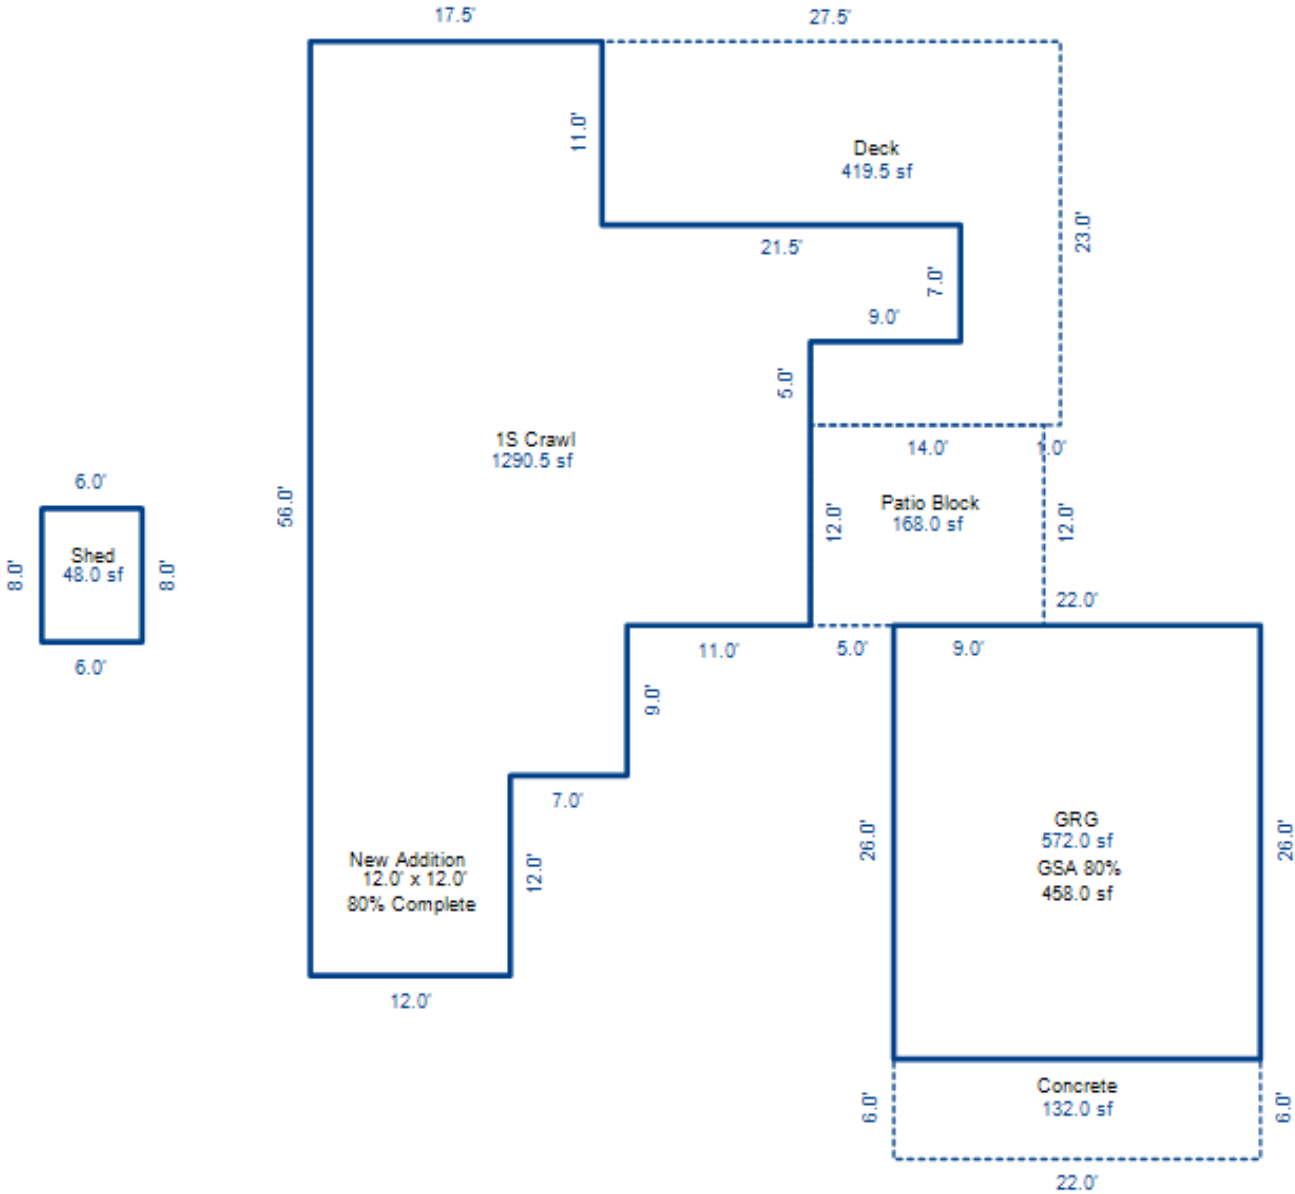 17.5'
27.5'
11.0'
Deck
419.5 sf
23.0'
21.5'
7.0'
9.0'
5.0'
1S Crawl
1290.5 sf
14.0'
1.0'
56.0'
Patio Block
168.0 sf
12.0'
12.0'
6.0'
Shed
48.0 sf
8.0'
8.0'
6.0'
22.0'
11.0'
5.0'
9.0'
9.0'
7.0'
GRG
572.0 sf
GSA 80%
458.0 sf
26.0'
26.0'
New Addition
12.0' x 12.0'
80% Complete
12.0'
12.0'
Concrete
132.0 sf
6.0'
6.0'
22.0'